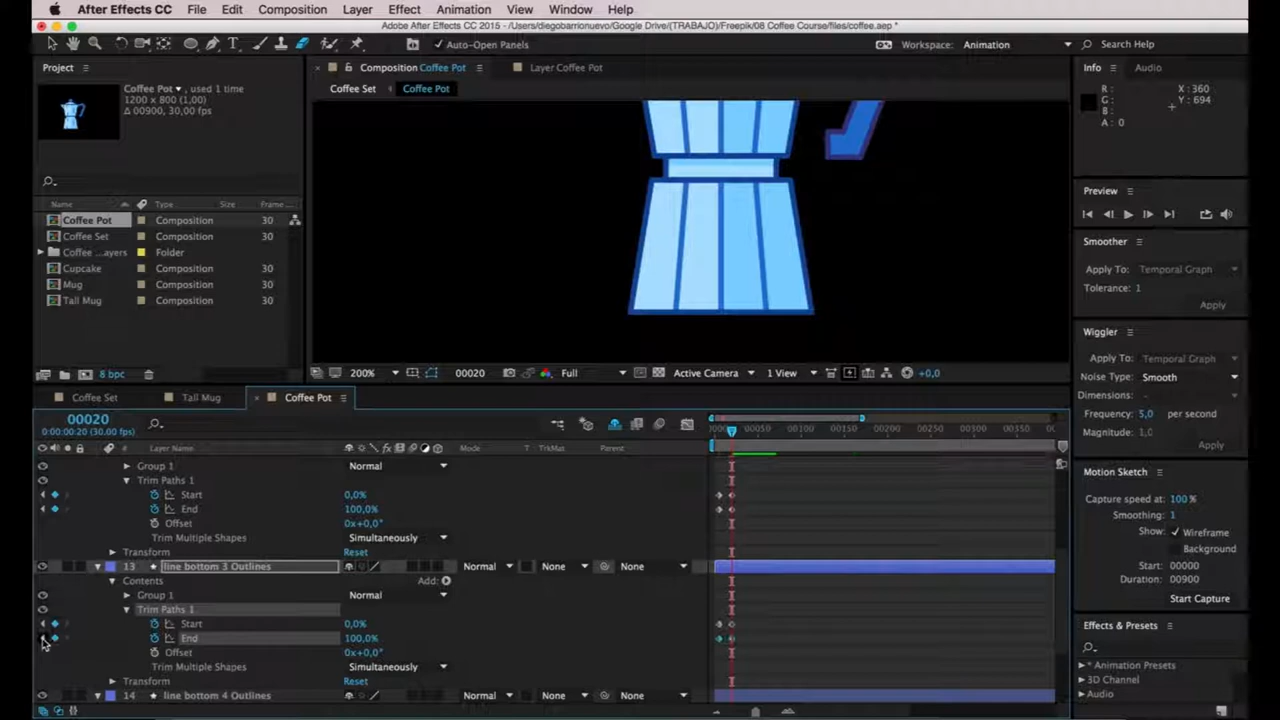 After Effects CC File Edit Composition Layer Effect Animation View Window Help
Adobe After Effects CC 2015 - /Users/diegobarrionuevo/Google Drive/(TRABAJO)/Freepik/08 Coffee Course/files/coffee.aep *
Auto-Open Panels Workspace: Animation Search Help
Project Composition Coffee Pot Layer Coffee Pot Info Audio
Coffee Pot, used 1 time
1200 x 800 (1,00)
Δ 00900, 30,00 fps
Coffee Set Coffee Pot
R: 360
X: 360
G:
Y: 694
B:
A: 0
Name Type Size Frame ...
Coffee Pot Composition 30
Coffee Set Composition 30
Coffee ...ayers Folder
Cupcake Composition 30
Mug Composition 30
Tall Mug Composition 30
8 bpc
200% 00020 Full Active Camera 1 View +0,0
Preview
Smoother
Apply To: Temporal Graph
Tolerance: 1
Apply
Wiggler
Apply To: Temporal Graph
Noise Type: Smooth
Dimensions: -
Frequency: 5,0 per second
Magnitude: 1,0
Apply
Motion Sketch
Capture speed at: 100 %
Smoothing: 1
Show: Wireframe
Background
Start: 00000
Duration: 00900
Start Capture
Effects & Presets
* Animation Presets
3D Channel
Audio
Coffee Set Tall Mug Coffee Pot
00020
0:00:00:20 (30.00 fps)
00050 00100 00150 00200 00250 00300 00350
# Layer Name Mode T TrkMat Parent
Group 1 Normal
Trim Paths 1
Start 0,0%
End 100,0%
Offset 0x+0,0°
Trim Multiple Shapes Simultaneously
Transform Reset
13 line bottom 3 Outlines Normal None None
Contents Add:
Group 1 Normal
Trim Paths 1
Start 0,0%
End 100,0%
Offset 0x+0,0°
Trim Multiple Shapes Simultaneously
Transform Reset
14 line bottom 4 Outlines Normal None None